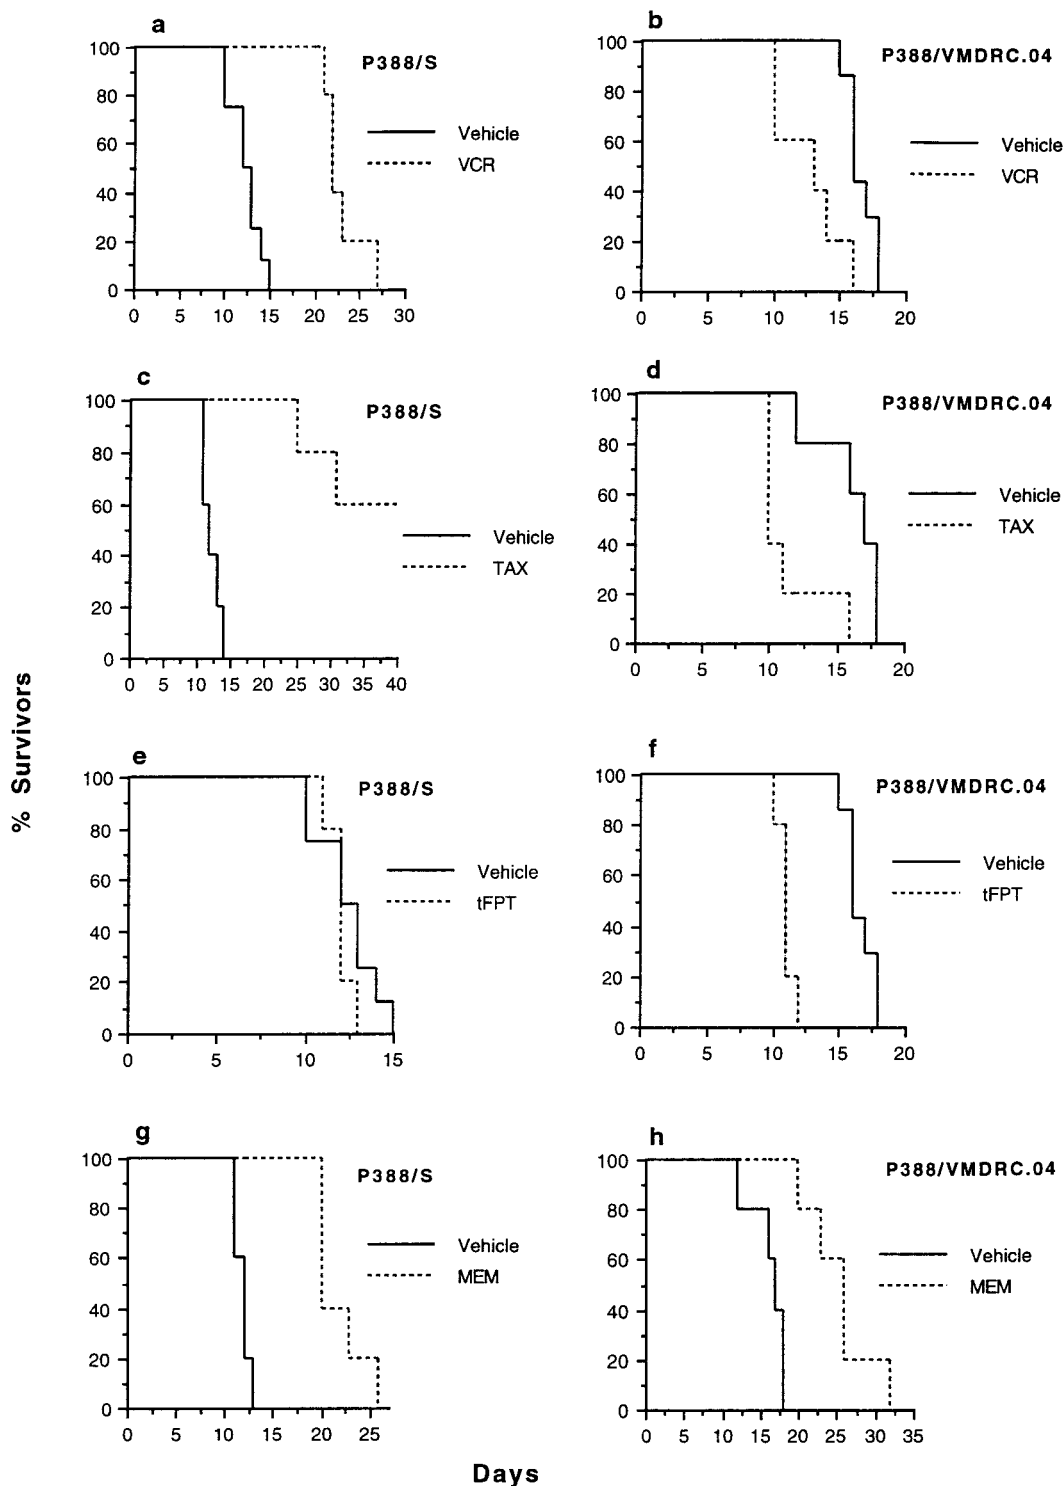 a
P388/S
100
80
60
40
20
0
Vehicle
VCR
0 5 10 15 20 25 30
b
P388/VMDRC.04
100
80
60
40
20
0
Vehicle
VCR
0 5 10 15 20
c
P388/S
100
80
60
40
20
0
Vehicle
TAX
0 5 10 15 20 25 30 35 40
d
P388/VMDRC.04
100
80
60
40
20
0
Vehicle
TAX
0 5 10 15 20
% Survivors
e
P388/S
100
80
60
40
20
0
Vehicle
tFPT
0 5 10 15
f
P388/VMDRC.04
100
80
60
40
20
0
Vehicle
tFPT
0 5 10 15 20
g
P388/S
100
80
60
40
20
0
Vehicle
MEM
0 5 10 15 20 25
h
P388/VMDRC.04
100
80
60
40
20
0
Vehicle
MEM
0 5 10 15 20 25 30 35
Days